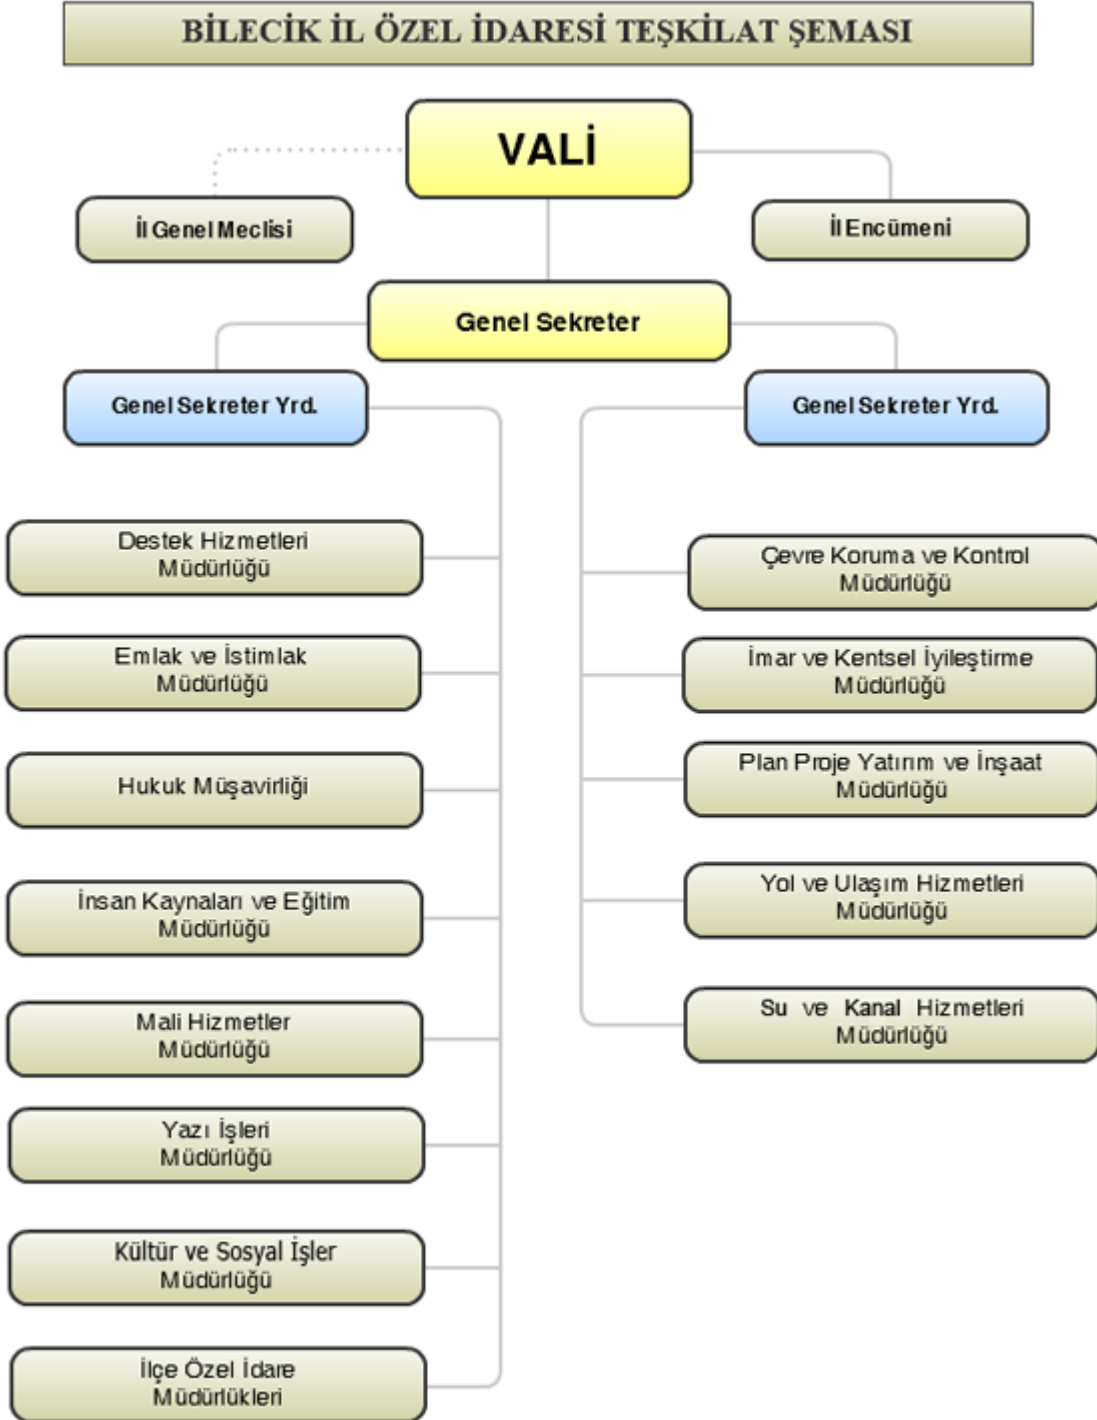 BİLECİK İL ÖZEL İDARESİ TEŞKİLAT ŞEMASI
VALİ
İl Genel Meclisi
İl Encümeni
Genel Sekreter
Genel Sekreter Yrd.
Genel Sekreter Yrd.
Destek Hizmetleri
Müdürlüğü
Emlak ve İstimlak
Müdürlüğü
Hukuk Müşavirliği
İnsan Kaynaları ve Eğitim
Müdürlüğü
Mali Hizmetler
Müdürlüğü
Yazı İşleri
Müdürlüğü
Kültür ve Sosyal İşler
Müdürlüğü
İlçe Özel İdare
Müdürlükleri
Çevre Koruma ve Kontrol
Müdürlüğü
İmar ve Kentsel İyileştirme
Müdürlüğü
Plan Proje Yatırım ve İnşaat
Müdürlüğü
Yol ve Ulaşım Hizmetleri
Müdürlüğü
Su ve Kanal Hizmetleri
Müdürlüğü